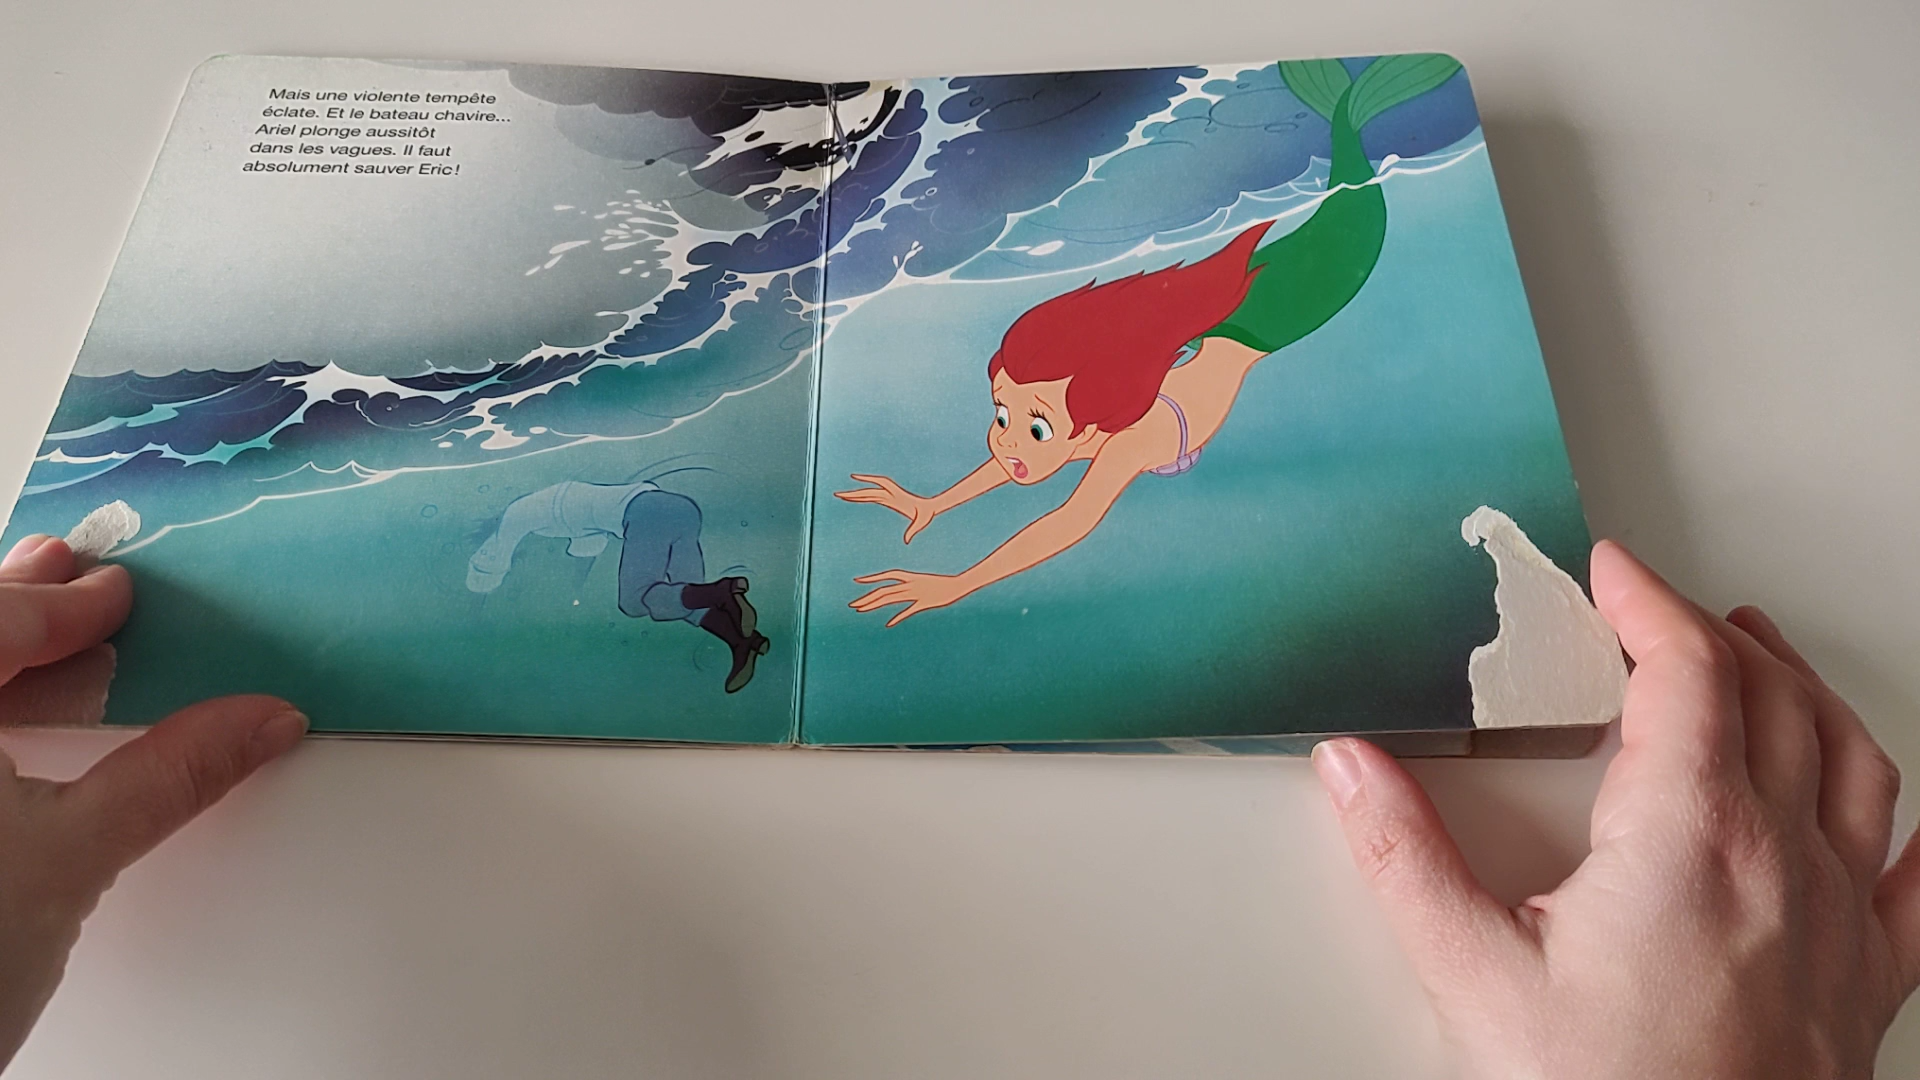 Mais une violente tempête
éclate. Et le bateau chavire...
Ariel plonge aussitôt
dans les vagues. Il faut
absolument sauver Eric !